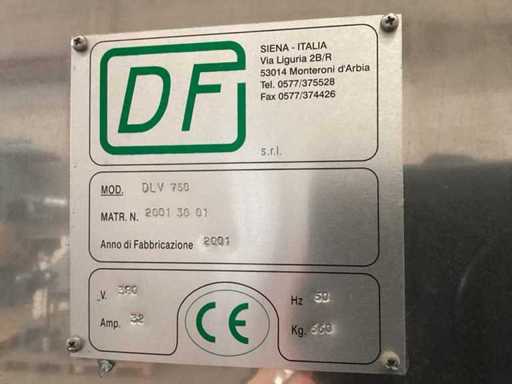 DF
SIENA - ITALIA
Via Liguria 2B/R
53014 Monteroni d'Arbia
Tel. 0577/375528
Fax 0577/374426
s.r.l.
MOD. DLV 750
MATR. N. 2001 30 01
Anno di Fabbricazione 2001
V. 380
Hz 50
Amp. 32
Kg. 660
CE